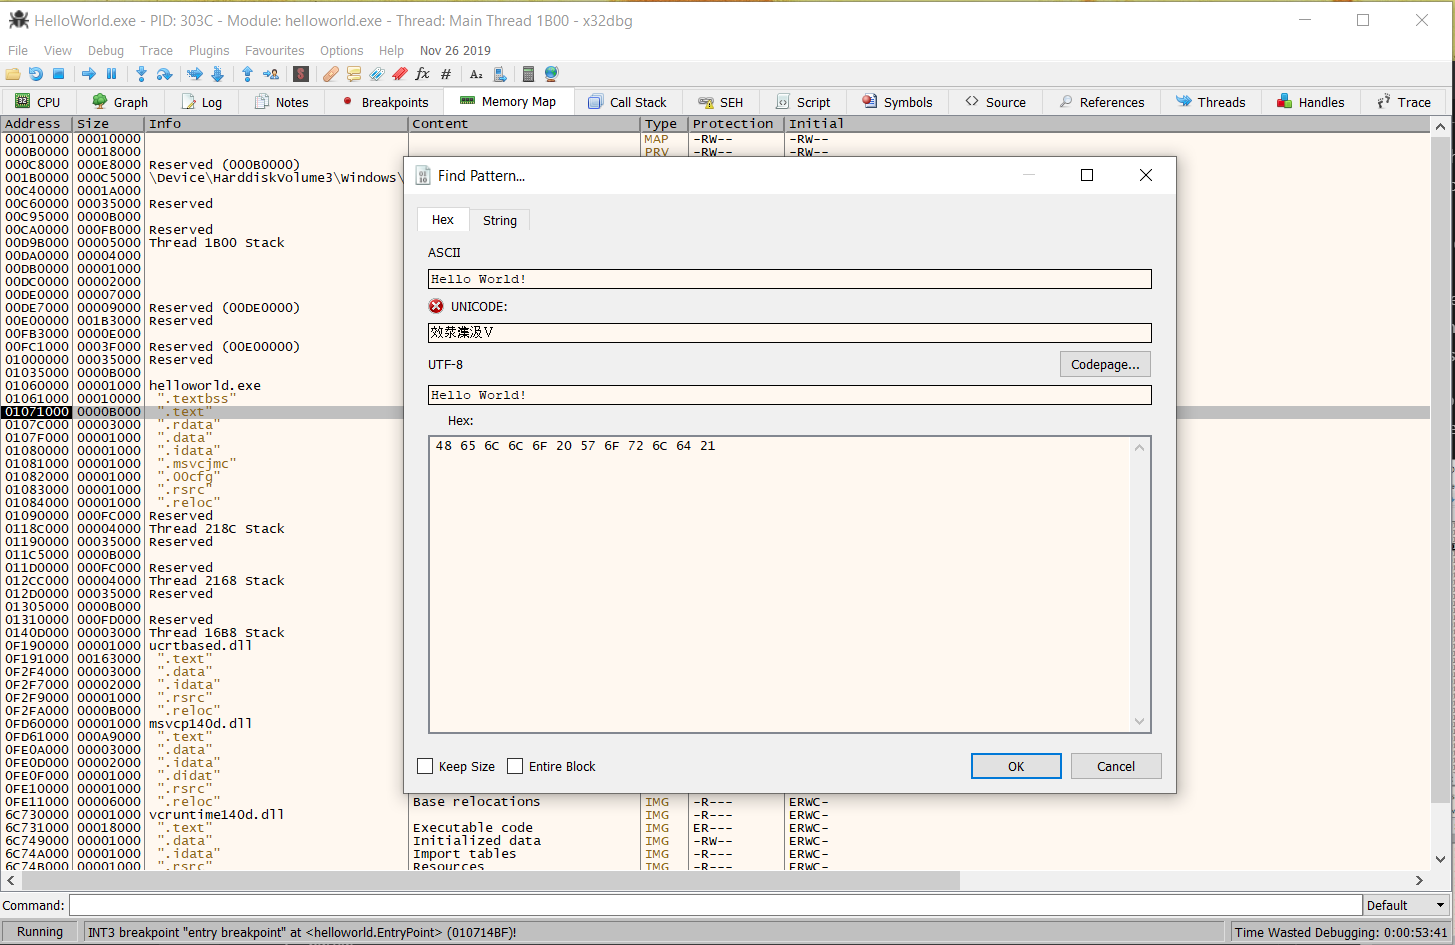 HelloWorld.exe - PID: 303C - Module: helloworld.exe - Thread: Main Thread 1B00 - x32dbg
File View Debug Trace Plugins Favourites Options Help Nov 26 2019
CPU Graph Log Notes Breakpoints Memory Map Call Stack SEH Script Symbols Source References Threads Handles Trace
Address Size Info Content Type Protection Initial
00010000 00010000 MAP -RW-- -RW--
000B0000 00018000 PRV -RW-- -RW--
000C8000 000E8000 Reserved (000B0000)
001B0000 000C5000 \Device\HarddiskVolume3\Windows\
00C40000 0001A000
00C60000 00035000 Reserved
00C95000 0000B000
00CA0000 000FB000 Reserved
00D9B000 00005000 Thread 1B00 Stack
00DA0000 00004000
00DB0000 00001000
00DC0000 00002000
00DE0000 00007000
00DE7000 00009000 Reserved (00DE0000)
00E00000 001B3000 Reserved
00FB3000 0000E000
00FC1000 0003F000 Reserved (00E00000)
01000000 00035000 Reserved
01035000 0000B000
01060000 00001000 helloworld.exe
01061000 00010000 ".textbss"
01071000 0000B000 ".text"
0107C000 00003000 ".rdata"
0107F000 00001000 ".data"
01080000 00001000 ".idata"
01081000 00001000 ".msvcjmc"
01082000 00001000 ".00cfg"
01083000 00001000 ".rsrc"
01084000 00001000 ".reloc"
01090000 000FC000 Reserved
0118C000 00004000 Thread 218C Stack
01190000 00035000 Reserved
011C5000 0000B000
011D0000 000FC000 Reserved
012CC000 00004000 Thread 2168 Stack
012D0000 00035000 Reserved
01305000 0000B000
01310000 000FD000 Reserved
0140D000 00003000 Thread 16B8 Stack
0F190000 00001000 ucrtbased.dll
0F191000 00163000 ".text"
0F2F4000 00003000 ".data"
0F2F7000 00002000 ".idata"
0F2F9000 00001000 ".rsrc"
0F2FA000 0000B000 ".reloc"
0FD60000 00001000 msvcp140d.dll
0FD61000 000A9000 ".text"
0FE0A000 00003000 ".data"
0FE0D000 00002000 ".idata"
0FE0F000 00001000 ".didat"
0FE10000 00001000 ".rsrc"
0FE11000 00006000 ".reloc" Base relocations IMG -R--- ERWC-
6C730000 00001000 vcruntime140d.dll IMG -R--- ERWC-
6C731000 00018000 ".text" Executable code IMG ER--- ERWC-
6C749000 00001000 ".data" Initialized data IMG -RW-- ERWC-
6C74A000 00001000 ".idata" Import tables IMG -R--- ERWC-
6C74B000 00001000 ".rsrc" Resources IMG -R--- ERWC-
Find Pattern...
Hex String
ASCII
Hello World!
UNICODE:
UTF-8 Codepage...
Hello World!
Hex:
48 65 6C 6C 6F 20 57 6F 72 6C 64 21
Keep Size Entire Block OK Cancel
Command: Default
Running INT3 breakpoint "entry breakpoint" at <helloworld.EntryPoint> (010714BF)! Time Wasted Debugging: 0:00:53:41